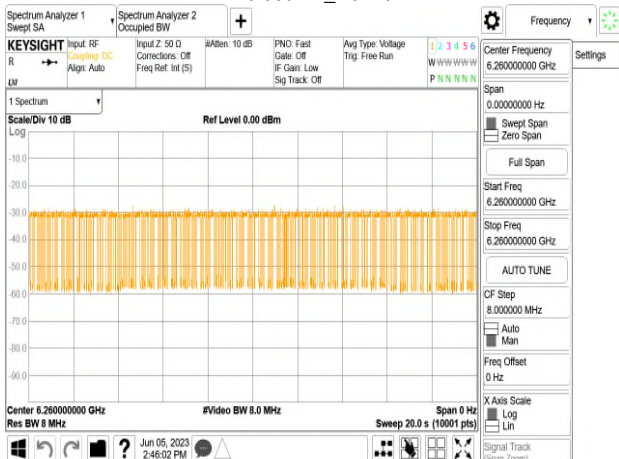 Spectrum Analyzer 1
Swept SA
Spectrum Analyzer 2
Occupied BW
+
Frequency
KEYSIGHT
R
Input: RF
Coupling: DC
Align: Auto
Input Z: 50 Ω
Corrections: Off
Freq Ref: Int (S)
#Atten: 10 dB
PNO: Fast
Gate: Off
IF Gain: Low
Sig Track: Off
Avg Type: Voltage
Trig: Free Run
1 2 3 4 5 6
W W W W W W
P N N N N N
Center Frequency
6.260000000 GHz
Settings
Span
0.00000000 Hz
Swept Span
Zero Span
Full Span
Start Freq
6.260000000 GHz
Stop Freq
6.260000000 GHz
AUTO TUNE
CF Step
8.000000 MHz
Auto
Man
Freq Offset
0 Hz
X Axis Scale
Log
Lin
Signal Track
(Span Zoom)
1 Spectrum
Scale/Div 10 dB
Ref Level 0.00 dBm
Log
-10.0
-20.0
-30.0
-40.0
-50.0
-60.0
-70.0
-80.0
-90.0
Center 6.260000000 GHz
#Video BW 8.0 MHz
Span 0 Hz
Res BW 8 MHz
Sweep 20.0 s (10001 pts)
?
Jun 05, 2023
2:46:02 PM